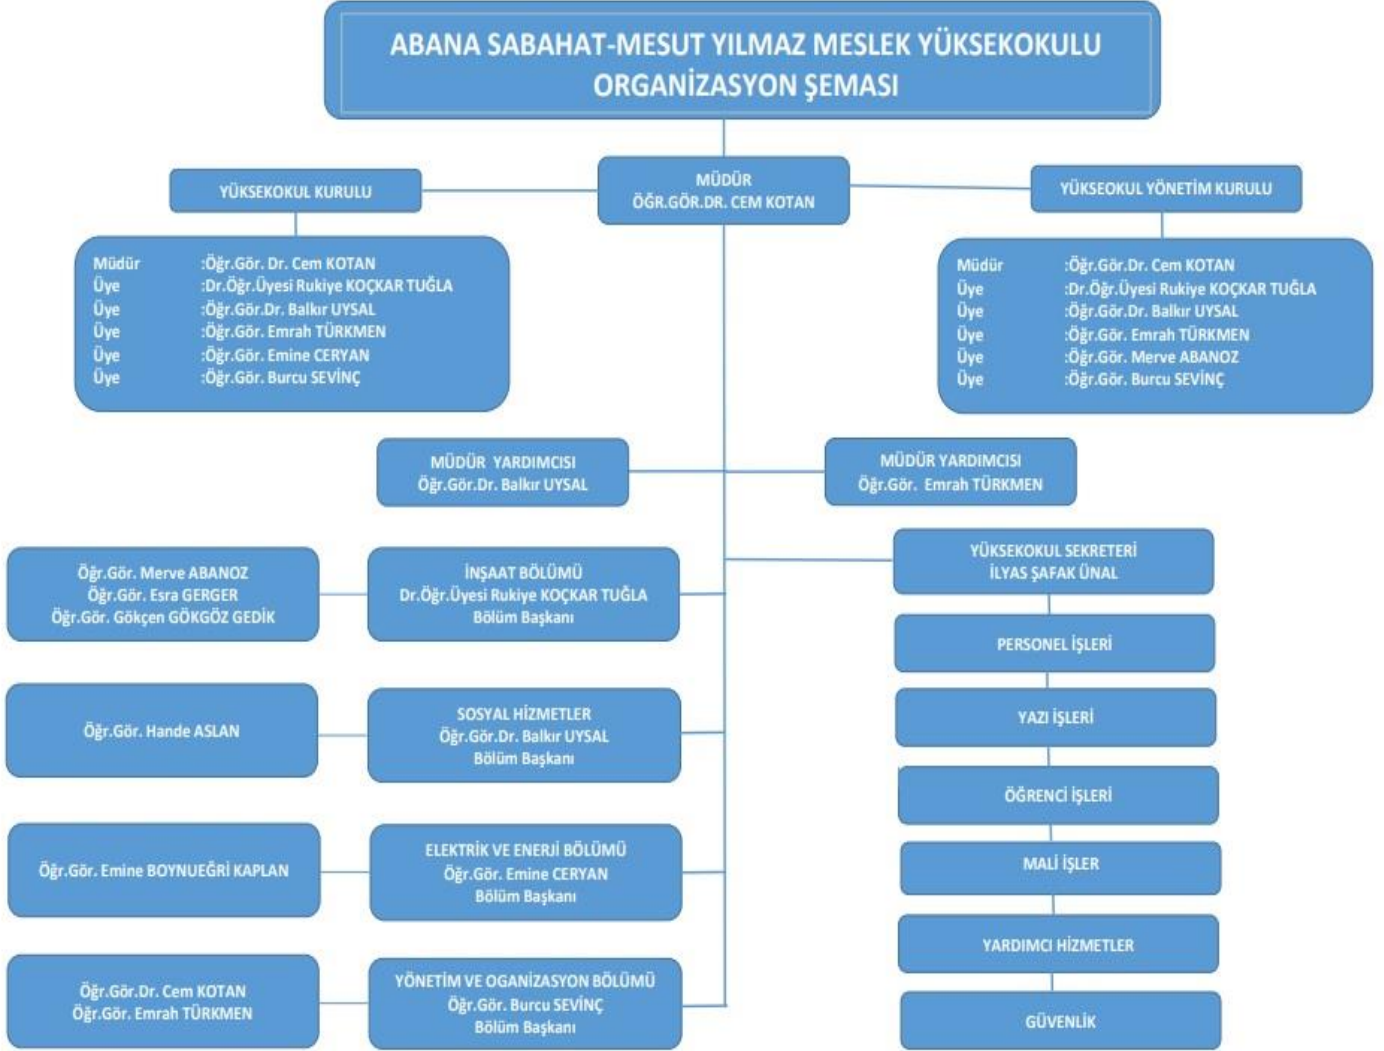 ABANA SABAHAT-MESUT YILMAZ MESLEK YÜKSEKOKULU
ORGANİZASYON ŞEMASI
YÜKSEKOKUL KURULU
MÜDÜR
ÖĞR.GÖR.DR. CEM KOTAN
YÜKSEOKUL YÖNETİM KURULU
Müdür :Öğr.Gör. Dr. Cem KOTAN
Üye :Dr.Öğr.Üyesi Rukiye KOÇKAR TUĞLA
Üye :Öğr.Gör.Dr. Balkır UYSAL
Üye :Öğr.Gör. Emrah TÜRKMEN
Üye :Öğr.Gör. Emine CERYAN
Üye :Öğr.Gör. Burcu SEVİNÇ
Müdür :Öğr.Gör.Dr. Cem KOTAN
Üye :Dr.Öğr.Üyesi Rukiye KOÇKAR TUĞLA
Üye :Öğr.Gör.Dr. Balkır UYSAL
Üye :Öğr.Gör. Emrah TÜRKMEN
Üye :Öğr.Gör. Merve ABANOZ
Üye :Öğr.Gör. Burcu SEVİNÇ
MÜDÜR YARDIMCISI
Öğr.Gör.Dr. Balkır UYSAL
MÜDÜR YARDIMCISI
Öğr.Gör. Emrah TÜRKMEN
Öğr.Gör. Merve ABANOZ
Öğr.Gör. Esra GERGER
Öğr.Gör. Gökçen GÖKGÖZ GEDİK
İNŞAAT BÖLÜMÜ
Dr.Öğr.Üyesi Rukiye KOÇKAR TUĞLA
Bölüm Başkanı
Öğr.Gör. Hande ASLAN
SOSYAL HİZMETLER
Öğr.Gör.Dr. Balkır UYSAL
Bölüm Başkanı
Öğr.Gör. Emine BOYNUEĞRİ KAPLAN
ELEKTRİK VE ENERJİ BÖLÜMÜ
Öğr.Gör. Emine CERYAN
Bölüm Başkanı
Öğr.Gör.Dr. Cem KOTAN
Öğr.Gör. Emrah TÜRKMEN
YÖNETİM VE OGANİZASYON BÖLÜMÜ
Öğr.Gör. Burcu SEVİNÇ
Bölüm Başkanı
YÜKSEKOKUL SEKRETERİ
İLYAS ŞAFAK ÜNAL
PERSONEL İŞLERİ
YAZI İŞLERİ
ÖĞRENCİ İŞLERİ
MALİ İŞLER
YARDIMCI HİZMETLER
GÜVENLİK